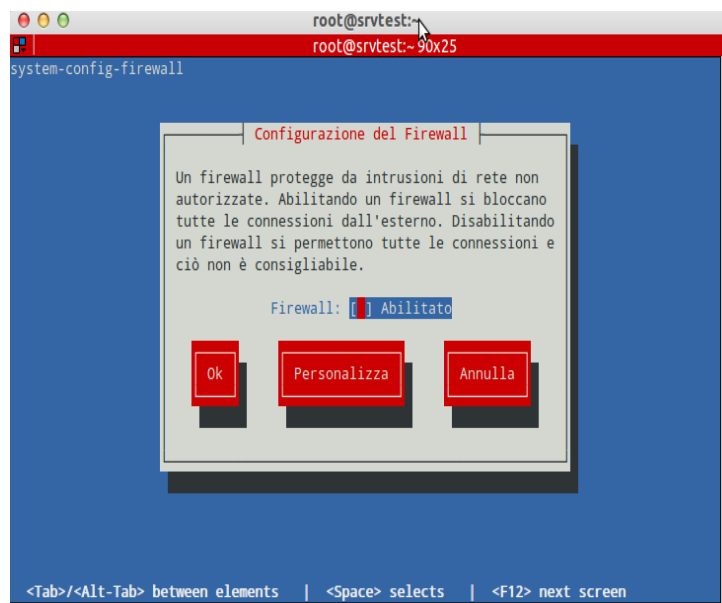 root@srvtest:~
root@srvtest:~ 90x25
system-config-firewall
Configurazione del Firewall
Un firewall protegge da intrusioni di rete non
autorizzate. Abilitando un firewall si bloccano
tutte le connessioni dall'esterno. Disabilitando
un firewall si permettono tutte le connessioni e
ciò non è consigliabile.
Firewall: [ ] Abilitato
Ok Personalizza Annulla
<Tab>/<Alt-Tab> between elements | <Space> selects | <F12> next screen